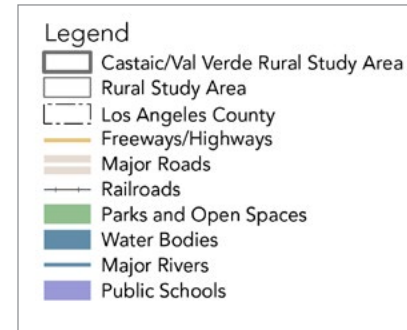 Legend
Castaic/Val Verde Rural Study Area
Rural Study Area
Los Angeles County
Freeways/Highways
Major Roads
Railroads
Parks and Open Spaces
Water Bodies
Major Rivers
Public Schools